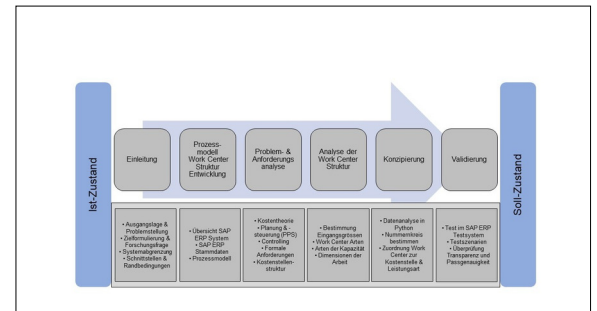 Ist-Zustand
Einleitung
Prozess-
modell
Work Center
Struktur
Entwicklung
Problem- &
Anforderungs
analyse
Analyse der
Work Center
Struktur
Konzipierung
Validierung
Soll-Zustand
• Ausgangslage &
Problemstellung
• Zielformulierung &
Forschungsfrage
• Systemabgrenzung
• Schnittstellen &
Randbedingungen
• Übersicht SAP
ERP System
• SAP ERP
Stammdaten
• Prozessmodell
• Kostentheorie
• Planung & -
steuerung (PPS)
• Controlling
• Formale
Anforderungen
• Kostenstellen-
struktur
• Bestimmung
Eingangsgrössen
• Work Center Arten
• Arten der Kapazität
• Dimensionen der
Arbeit
• Datenanalyse in
Python
• Nummernkreis
bestimmen
• Zuordnung Work
Center zur
Kostenstelle &
Leistungsart
• Test im SAP ERP
Testsystem
• Testszenarien
• Überprüfung
Transparenz und
Passgenauigkeit